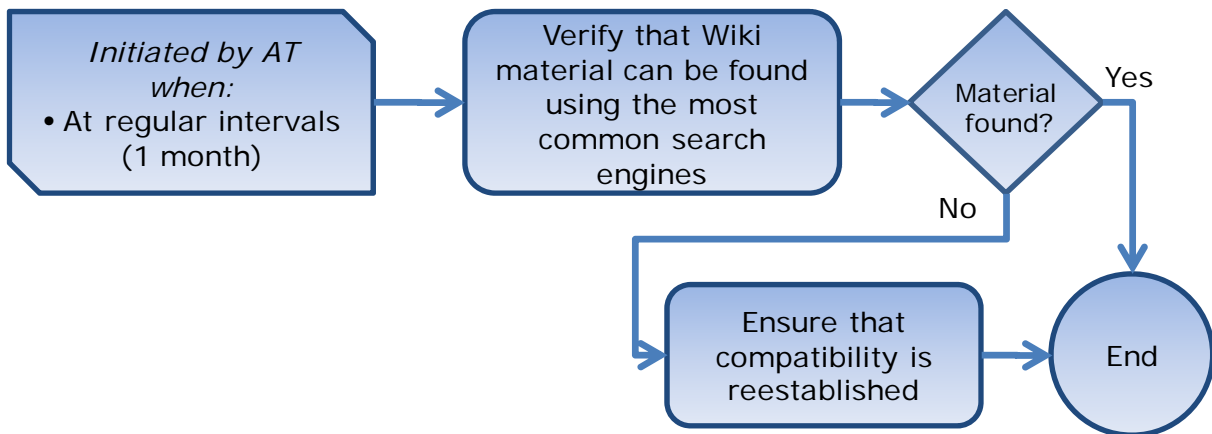 Initiated by AT
when:
• At regular intervals
(1 month)
Verify that Wiki
material can be found
using the most
common search
engines
Material
found?
Yes
No
Ensure that
compatibility is
reestablished
End